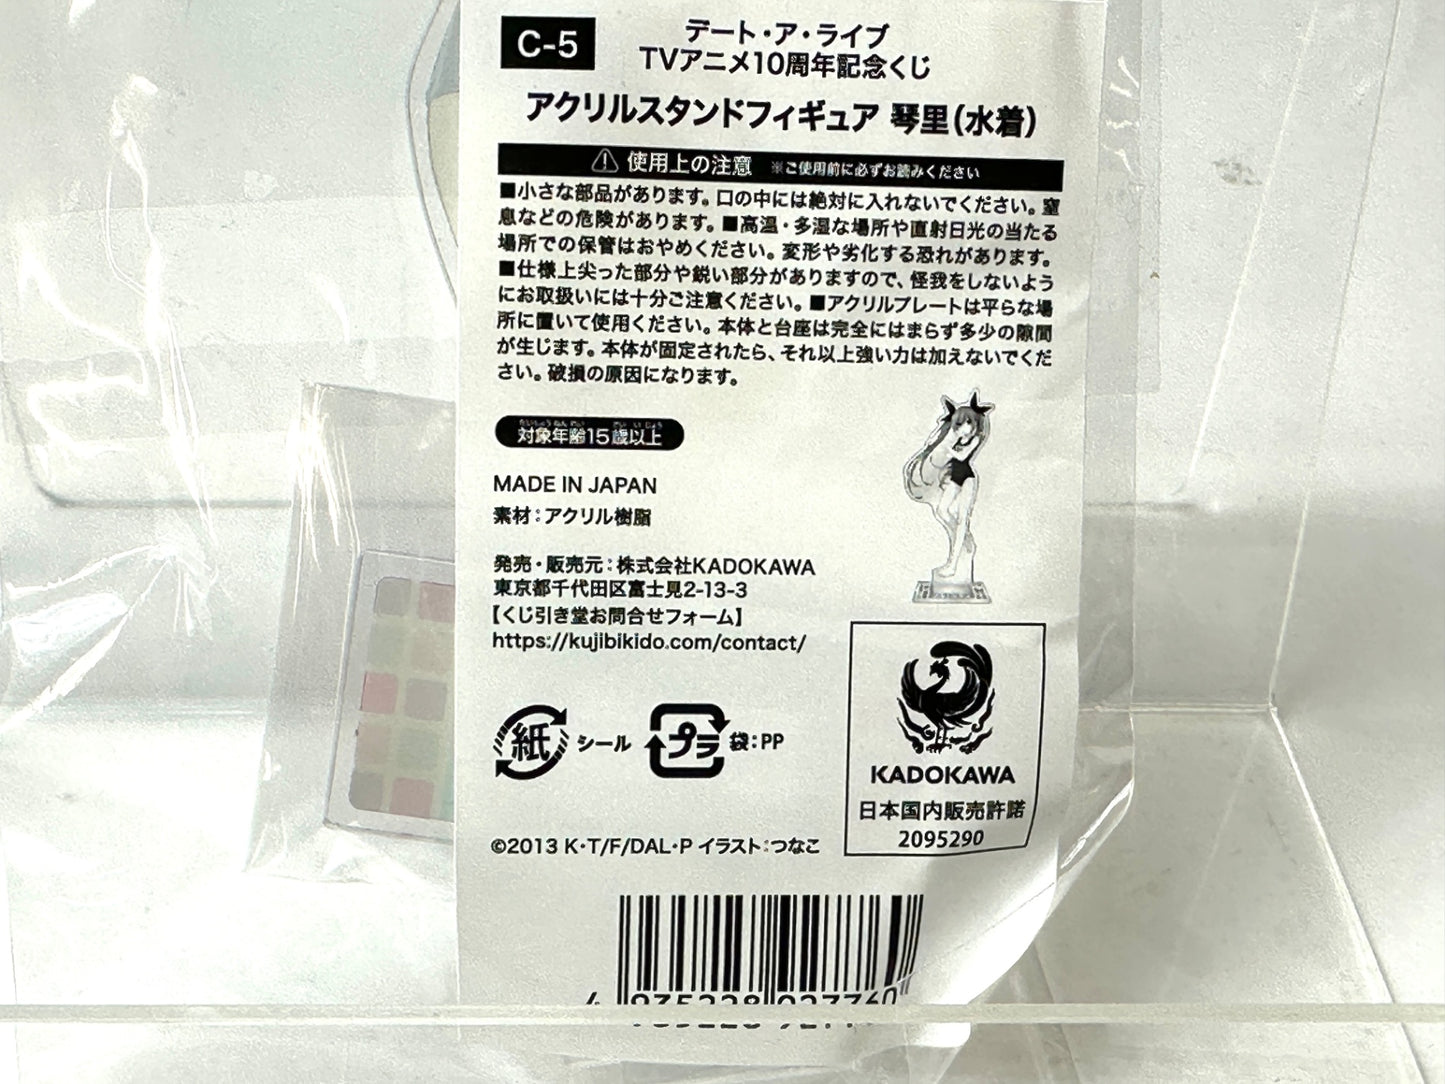 C-5
デート・ア・ライブ
TVアニメ10周年記念くじ
アクリルスタンドフィギュア 琴里(水着)
使用上の注意 ※ご使用前に必ずお読みください
■小さな部品があります。口の中には絶対に入れないでください。窒
息などの危険があります。■高温・多湿な場所や直射日光の当たる
場所での保管はおやめください。変形や劣化する恐れがあります。
■仕様上尖った部分や鋭い部分がありますので、怪我をしないよう
にお取扱いには十分ご注意ください。■アクリルプレートは平らな場
所に置いて使用ください。本体と台座は完全にはまらず多少の隙間
が生じます。本体が固定されたら、それ以上強い力は加えないでくだ
さい。破損の原因になります。
たいしょうねんれい さい いじょう
対象年齢15歳以上
MADE IN JAPAN
素材:アクリル樹脂
発売・販売元:株式会社KADOKAWA
東京都千代田区富士見2-13-3
【くじ引き堂お問合せフォーム】
https://kujibikido.com/contact/
紙 シール
プラ 袋:PP
KADOKAWA
日本国内販売許諾
2095290
©2013 K・T/F/DAL・P イラスト:つなこ